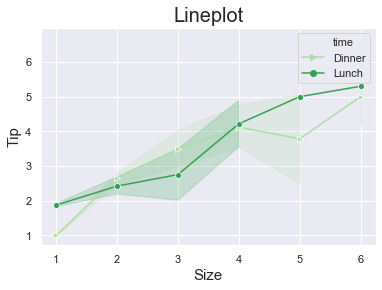 Lineplot
time
Dinner
Lunch
6
5
4
3
2
1
Tip
1 2 3 4 5 6
Size